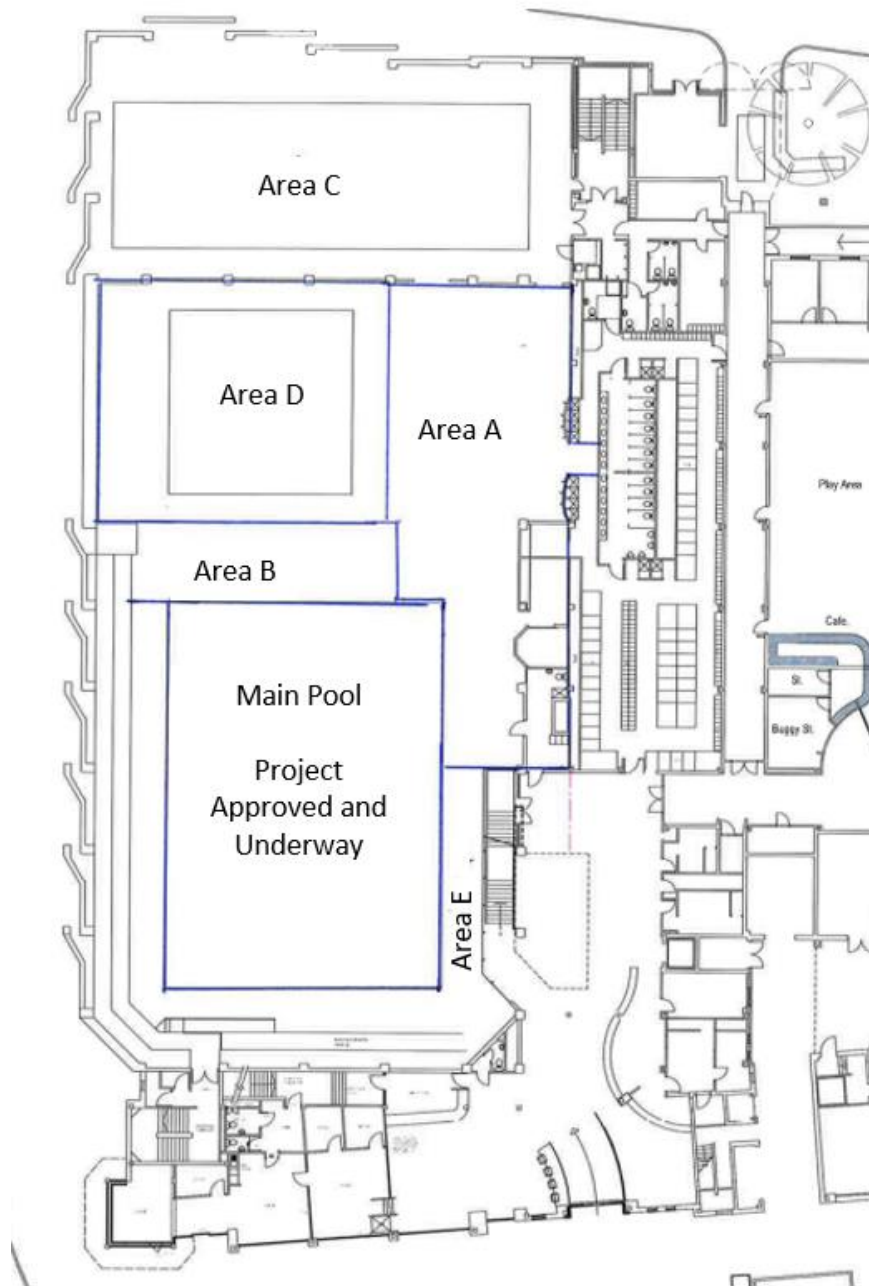 Area C
Area D
Area A
Play Area
Area B
Cafe.
St.
Main Pool
Buggy St.
Project
Approved and
Underway
Area E